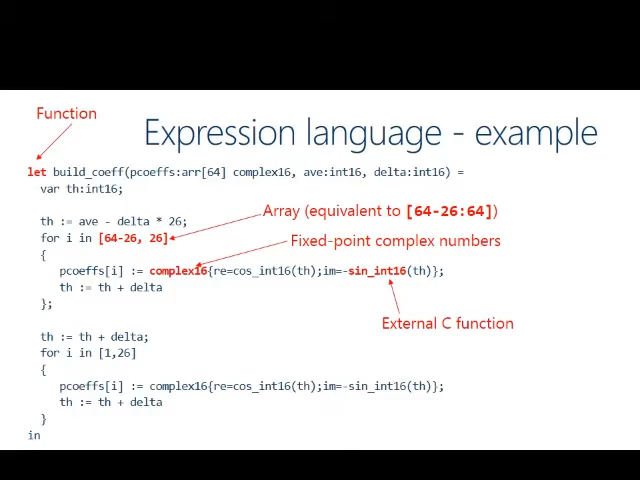 Function
Expression language - example
let build_coeff(pcoeffs:arr[64] complex16, ave:int16, delta:int16) =
var th:int16;
Array (equivalent to [64-26:64])
th := ave - delta * 26;
for i in [64-26, 26]
Fixed-point complex numbers
{
pcoeffs[i] := complex16{re=cos_int16(th);im=-sin_int16(th)};
th := th + delta
};
External C function
th := th + delta;
for i in [1,26]
{
pcoeffs[i] := complex16{re=cos_int16(th);im=-sin_int16(th)};
th := th + delta
}
in